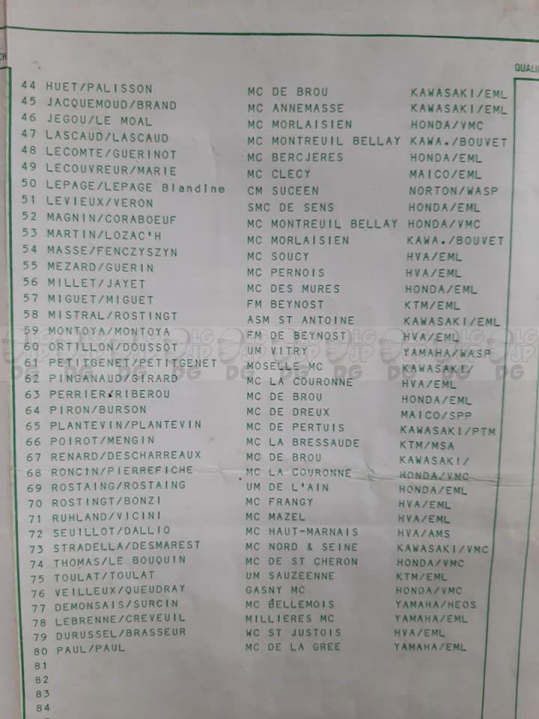 CH
QUALI
44 HUET/PALISSON MC DE BROU KAWASAKI/EML
45 JACQUEMOUD/BRAND MC ANNEMASSE KAWASAKI/EML
46 JEGOU/LE MOAL MC MORLAISIEN HONDA/VMC
47 LASCAUD/LASCAUD MC MONTREUIL BELLAY KAWA./BOUVET
48 LECOMTE/GUERINOT MC BERCJERES HONDA/EML
49 LECOUVREUR/MARIE MC CLECY MAICO/EML
50 LEPAGE/LEPAGE Blandine CM SUCEEN NORTON/WASP
51 LEVIEUX/VERON SMC DE SENS HONDA/EML
52 MAGNIN/CORABOEUF MC MONTREUIL BELLAY HONDA/VMC
53 MARTIN/LOZAC'H MC MORLAISIEN KAWA./BOUVET
54 MASSE/FENCZYSZYN MC SOUCY HVA/EML
55 MEZARD/GUERIN MC PERNOIS HVA/EML
56 MILLET/JAYET MC DES MURES HONDA/EML
57 MIGUET/MIGUET FM BEYNOST KTM/EML
58 MISTRAL/ROSTINGT ASM ST ANTOINE KAWASAKI/EML
59 MONTOYA/MONTOYA FM DE BEYNOST HVA/EML
60 ORTILLON/DOUSSOT UM VITRY YAMAHA/WASP
61 PETITGENET/PETITGENET MOSELLE MC KAWASAKI/
62 PINGANAUD/GIRARD MC LA COURONNE HVA/EML
63 PERRIER/RIBEROU MC DE BROU HONDA/EML
64 PIRON/BURSON MC DE DREUX MAICO/SPP
65 PLANTEVIN/PLANTEVIN MC DE PERTUIS KAWASAKI/PTM
66 POIROT/MENGIN MC LA BRESSAUDE KTM/MSA
67 RENARD/DESCHARREAUX MC DE BROU KAWASAKI/
68 RONCIN/PIERREFICHE MC LA COURONNE HONDA/VMC
69 ROSTAING/ROSTAING UM DE L'AIN HONDA/EML
70 ROSTINGT/BONZI MC FRANGY HVA/EML
71 RUHLAND/VICINI MC MAZEL HVA/EML
72 SEUILLOT/DALLIO MC HAUT-MARNAIS HVA/AMS
73 STRADELLA/DESMAREST MC NORD & SEINE KAWASAKI/VMC
74 THOMAS/LE BOUQUIN MC DE ST CHERON HONDA/VMC
75 TOULAT/TOULAT UM SAUZEENNE KTM/EML
76 VEILLEUX/QUEUDRAY GASNY MC HONDA/VMC
77 DEMONSAIS/SURCIN MC BELLEMOIS YAMAHA/HEOS
78 LEBRENNE/CREVEUIL MILLIERES MC YAMAHA/EML
79 DURUSSEL/BRASSEUR WC ST JUSTOIS HVA/EML
80 PAUL/PAUL MC DE LA GREE YAMAHA/EML
81
82
83
84